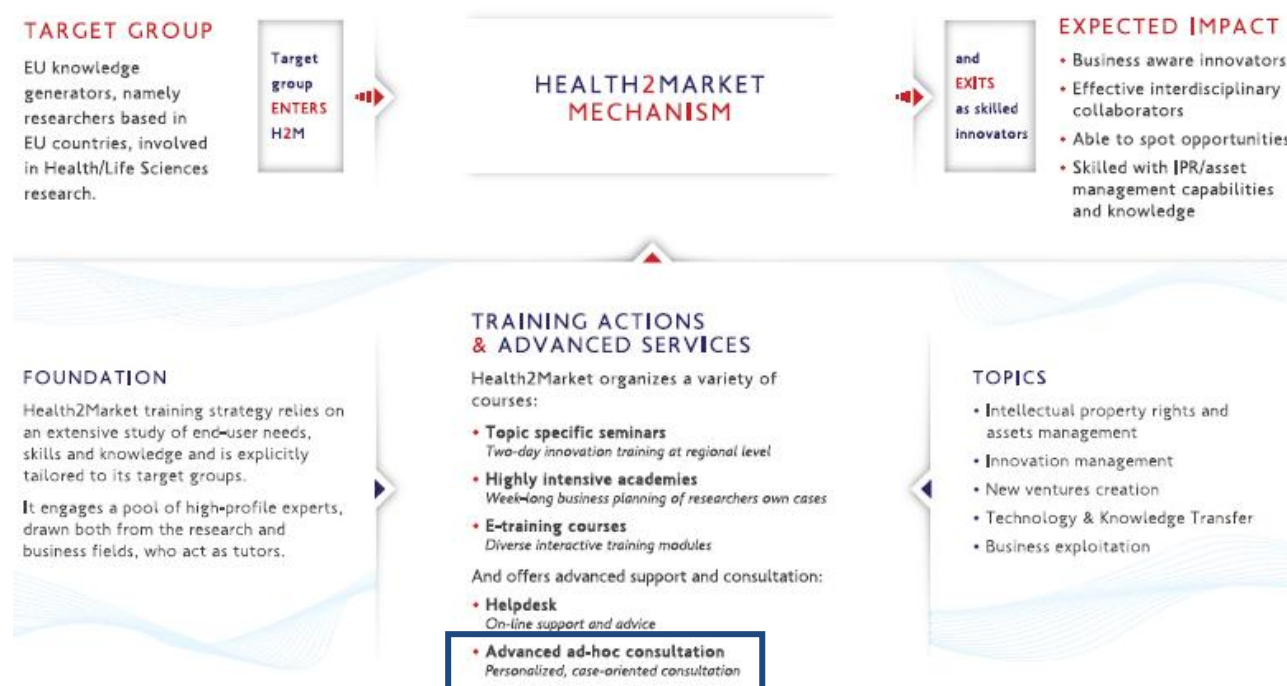 TARGET GROUP
EU knowledge
generators, namely
researchers based in
EU countries, involved
in Health/Life Sciences
research.
Target
group
ENTERS
H2M
HEALTH2MARKET
MECHANISM
and
EXITS
as skilled
innovators
EXPECTED IMPACT
• Business aware innovators
• Effective interdisciplinary
collaborators
• Able to spot opportunities
• Skilled with IPR/asset
management capabilities
and knowledge
FOUNDATION
Health2Market training strategy relies on
an extensive study of end-user needs,
skills and knowledge and is explicitly
tailored to its target groups.
It engages a pool of high-profile experts,
drawn both from the research and
business fields, who act as tutors.
TRAINING ACTIONS
& ADVANCED SERVICES
Health2Market organizes a variety of
courses:
• Topic specific seminars
Two-day innovation training at regional level
• Highly intensive academies
Week-long business planning of researchers own cases
• E-training courses
Diverse interactive training modules
And offers advanced support and consultation:
• Helpdesk
On-line support and advice
• Advanced ad-hoc consultation
Personalized, case-oriented consultation
TOPICS
• Intellectual property rights and
assets management
• Innovation management
• New ventures creation
• Technology & Knowledge Transfer
• Business exploitation